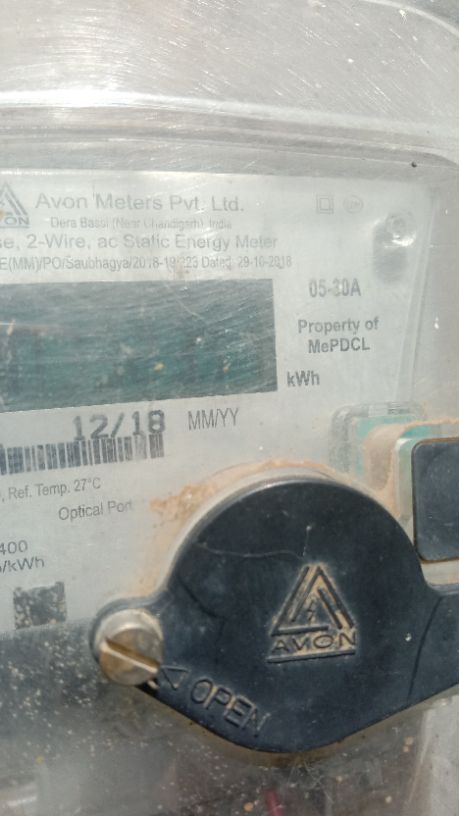 AVON
Avon Meters Pvt. Ltd.
Dera Bassi (Near Chandigarh), India
se, 2-Wire, ac Static Energy Meter
E(MM)/PO/Saubhagya/2018-19/223 Dated. 29-10-2018
05-30A
Property of
MePDCL
kWh
12/18 MM/YY
, Ref. Temp. 27°C
Optical Port
400
/kWh
AVON
OPEN